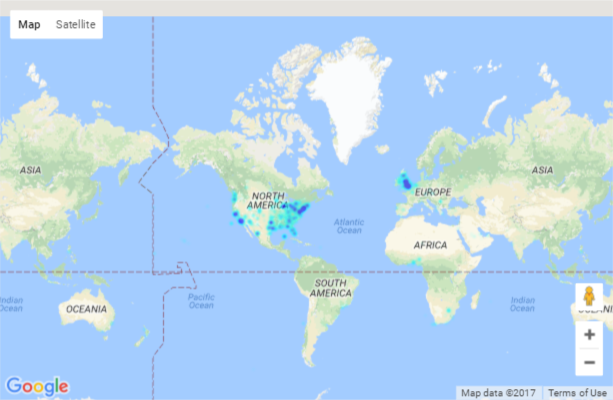 Map Satellite
ASIA
NORTH
AMERICA
EUROPE
ASIA
Atlantic
Ocean
AFRICA
SOUTH
AMERICA
Indian
Ocean
Pacific
Ocean
OCEANIA
Indian
Ocean
Google
Map data ©2017 Terms of Use